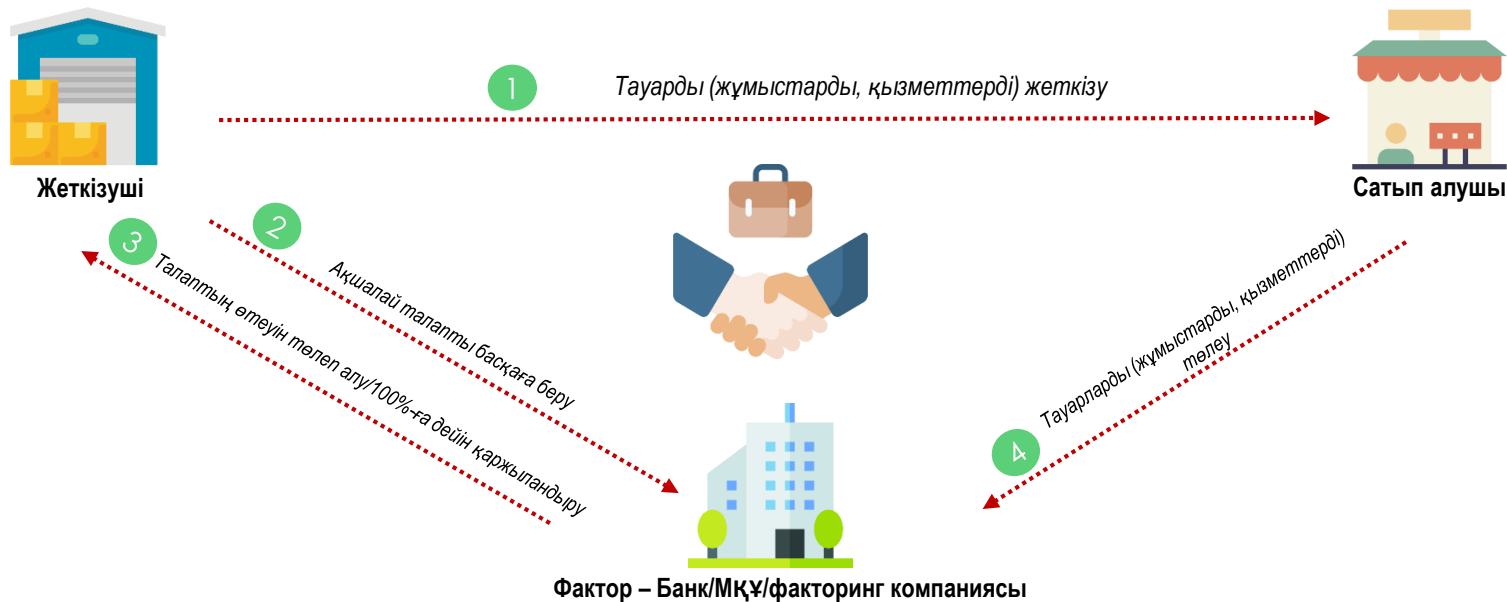 1
Тауарды (жұмыстарды, қызметтерді) жеткізу
Жеткізуші
Сатып алушы
2
Ақшалай талапты басқаға беру
3
Талаптың өтеуін төлеп алу/100%-ға дейін қаржыландыру
4
Тауарларды (жұмыстарды, қызметтерді)
төлеу
Фактор – Банк/МҚҰ/факторинг компаниясы